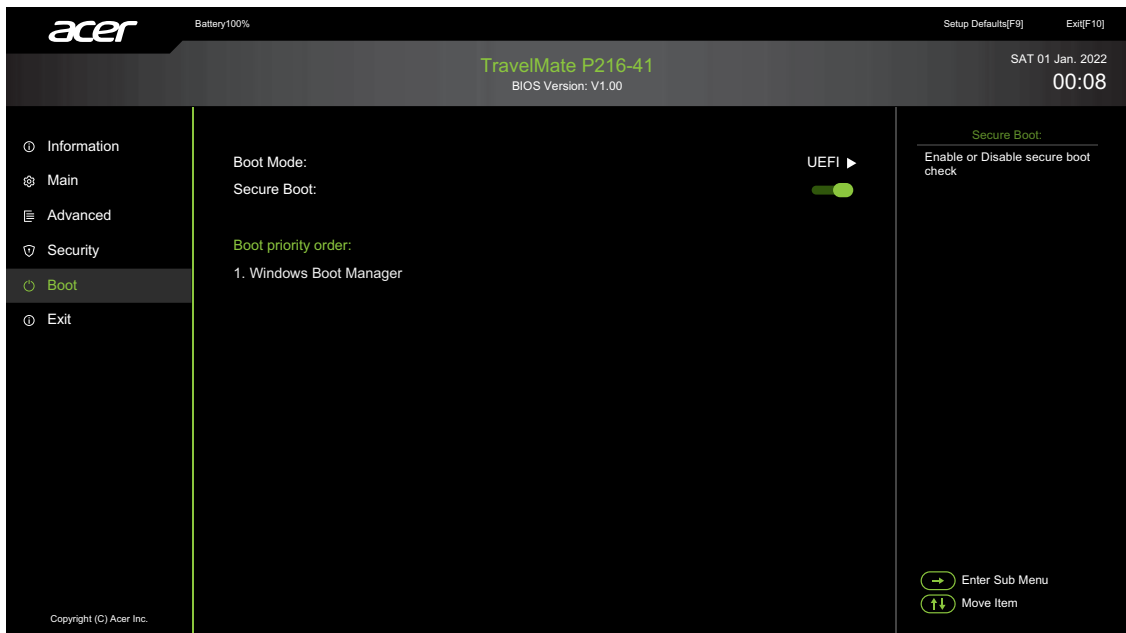 acer
Battery100%
Setup Defaults[F9]
Exit[F10]
TravelMate P216-41
BIOS Version: V1.00
SAT 01 Jan. 2022
00:08
Information
Main
Advanced
Security
Boot
Exit
Boot Mode:
UEFI
Secure Boot:
Boot priority order:
1. Windows Boot Manager
Secure Boot:
Enable or Disable secure boot
check
Enter Sub Menu
Move Item
Copyright (C) Acer Inc.